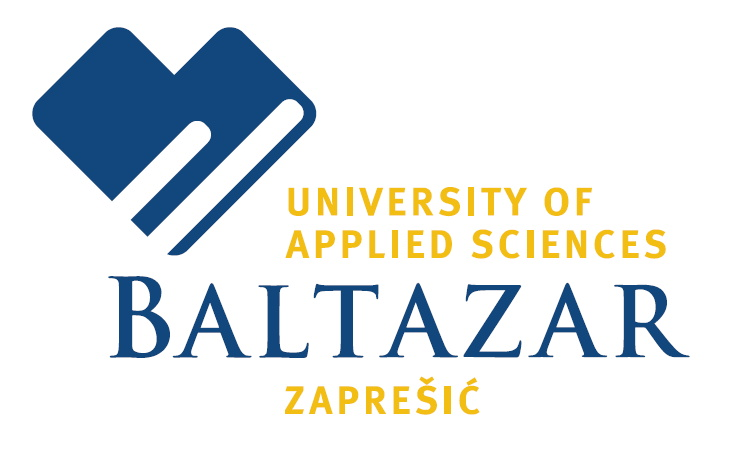 UNIVERSITY OF
APPLIED SCIENCES
BALTAZAR
ZAPREŠIĆ